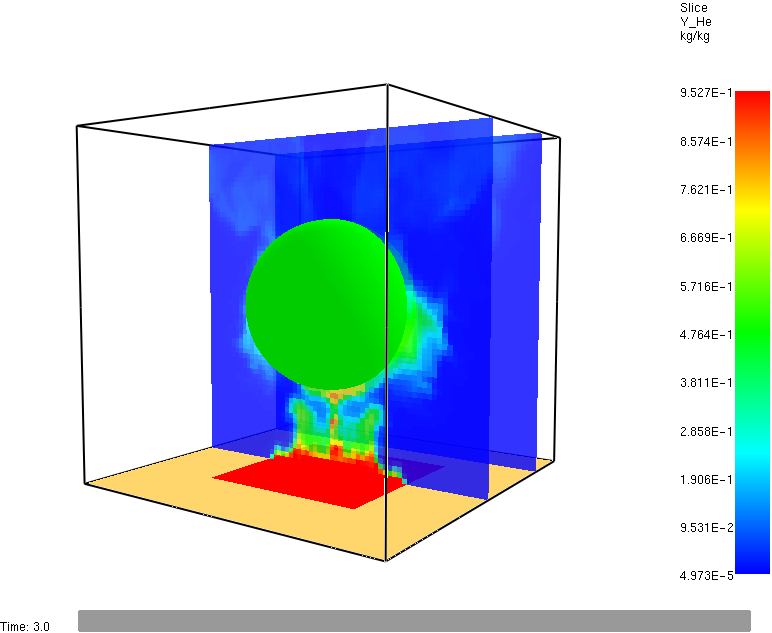 Slice
Y_He
kg/kg
9.527E-1
8.574E-1
7.621E-1
6.669E-1
5.716E-1
4.764E-1
3.811E-1
2.858E-1
1.906E-1
9.531E-2
4.973E-5
Time: 3.0